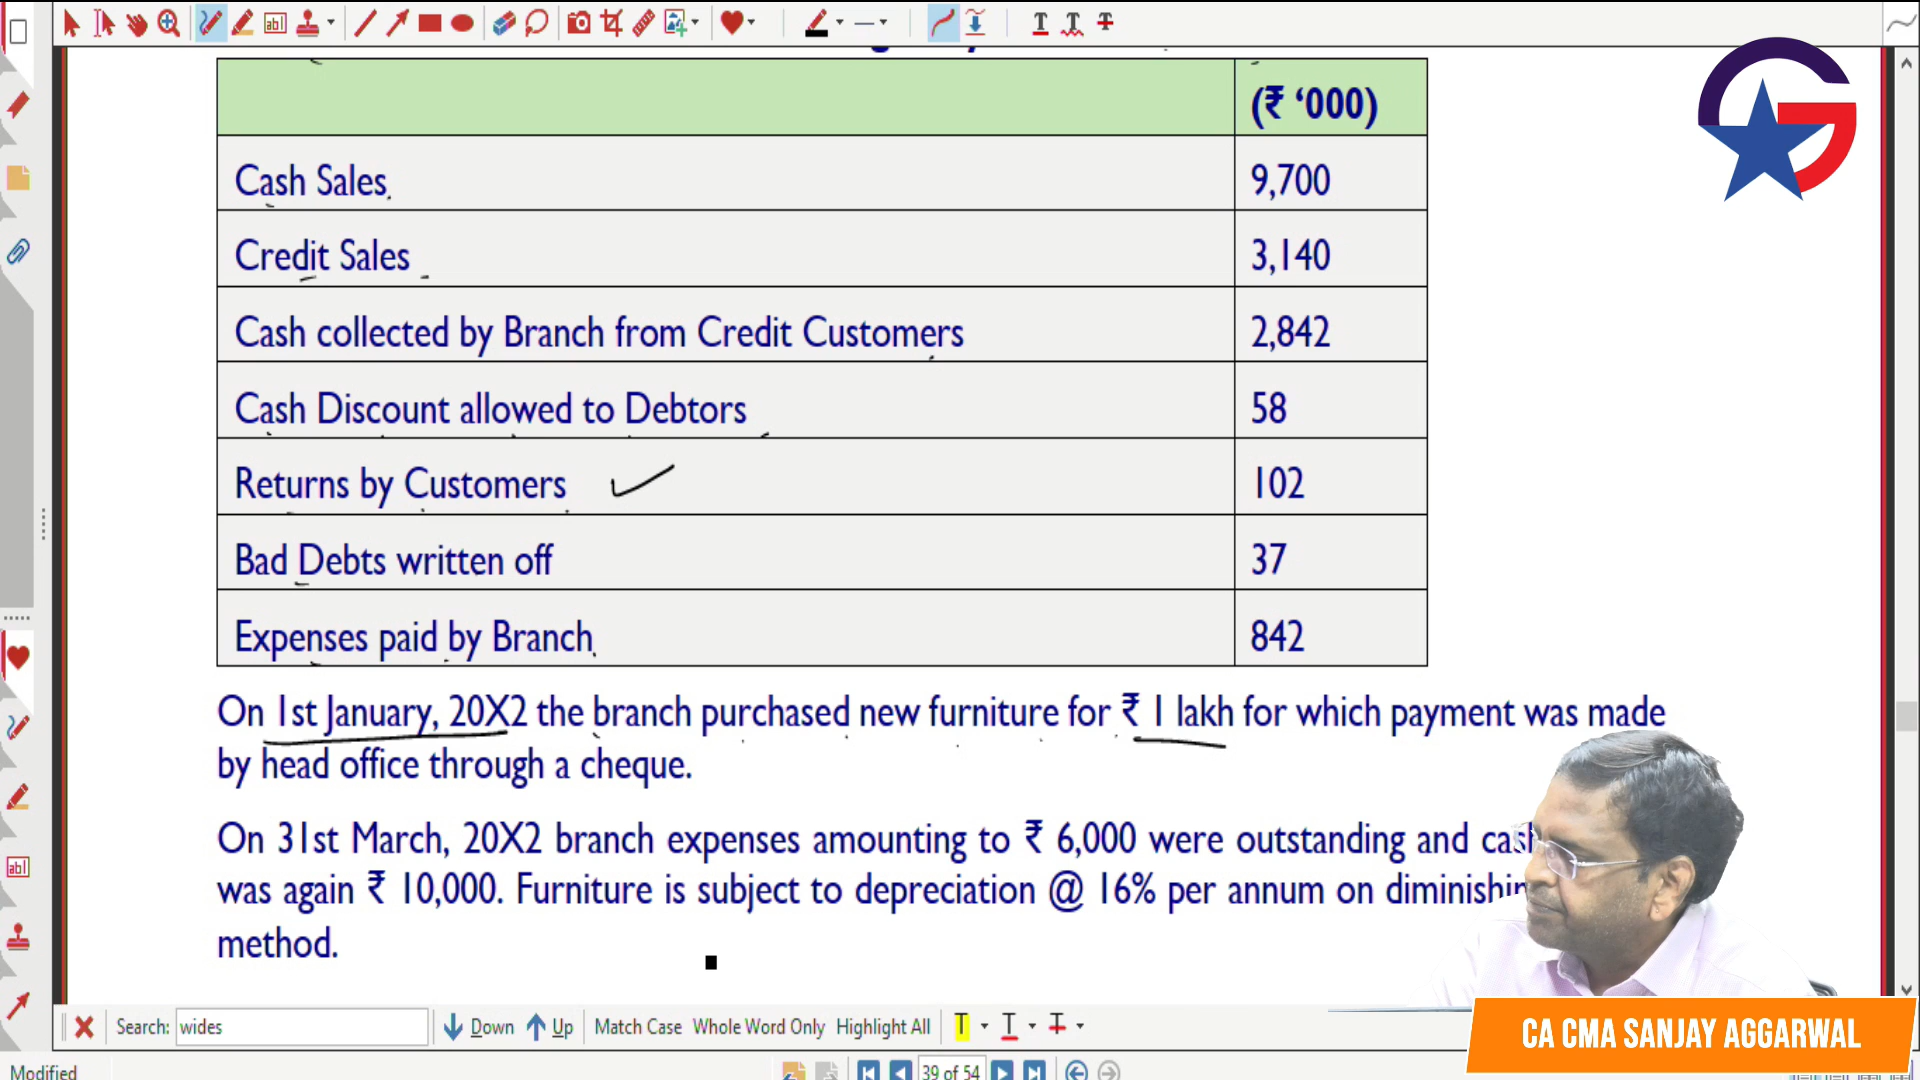 (₹ ‘000)
Cash Sales 9,700
Credit Sales 3,140
Cash collected by Branch from Credit Customers 2,842
Cash Discount allowed to Debtors 58
Returns by Customers 102
Bad Debts written off 37
Expenses paid by Branch 842
On 1st January, 20X2 the branch purchased new furniture for ₹ 1 lakh for which payment was made
by head office through a cheque.
On 31st March, 20X2 branch expenses amounting to ₹ 6,000 were outstanding and
was again ₹ 10,000. Furniture is subject to depreciation @ 16% per annum on
method.
Search: wides Down Up Match Case Whole Word Only Highlight All
CA CMA SANJAY AGGARWAL
Modified 39 of 54